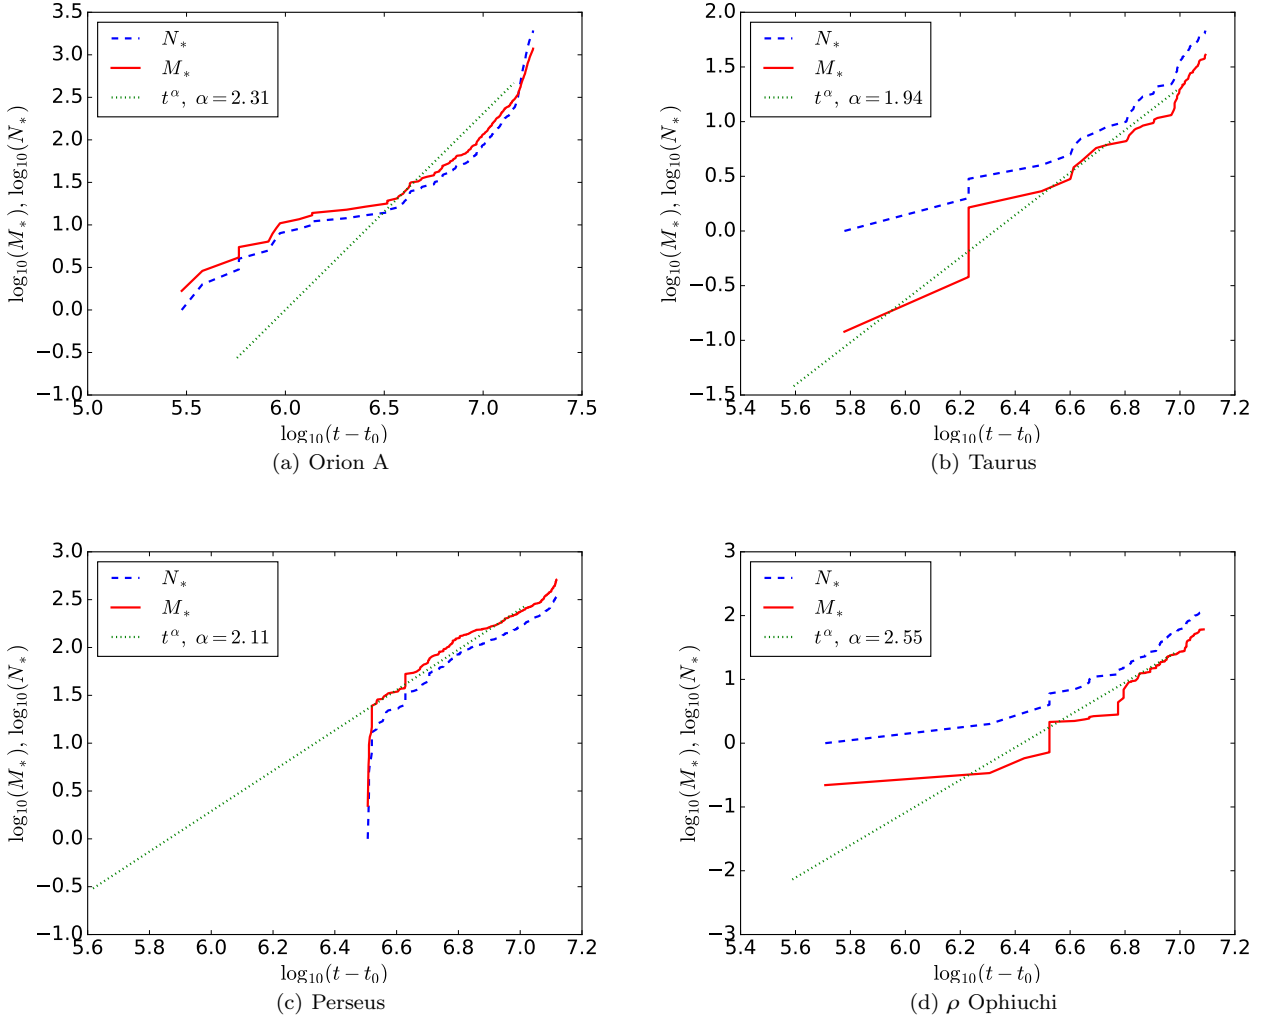 3.5
3.0
2.5
2.0
1.5
1.0
0.5
0.0
−0.5
−1.0
log₁₀(M∗), log₁₀(N∗)
N∗
M∗
t^α, α=2.31
5.0 5.5 6.0 6.5 7.0 7.5
log₁₀(t−t₀)
(a) Orion A
2.0
1.5
1.0
0.5
0.0
−0.5
−1.0
−1.5
log₁₀(M∗), log₁₀(N∗)
N∗
M∗
t^α, α=1.94
5.4 5.6 5.8 6.0 6.2 6.4 6.6 6.8 7.0 7.2
log₁₀(t−t₀)
(b) Taurus
3.0
2.5
2.0
1.5
1.0
0.5
0.0
−0.5
−1.0
log₁₀(M∗), log₁₀(N∗)
N∗
M∗
t^α, α=2.11
5.6 5.8 6.0 6.2 6.4 6.6 6.8 7.0 7.2
log₁₀(t−t₀)
(c) Perseus
3
2
1
0
−1
−2
−3
log₁₀(M∗), log₁₀(N∗)
N∗
M∗
t^α, α=2.55
5.4 5.6 5.8 6.0 6.2 6.4 6.6 6.8 7.0 7.2
log₁₀(t−t₀)
(d) ρ Ophiuchi